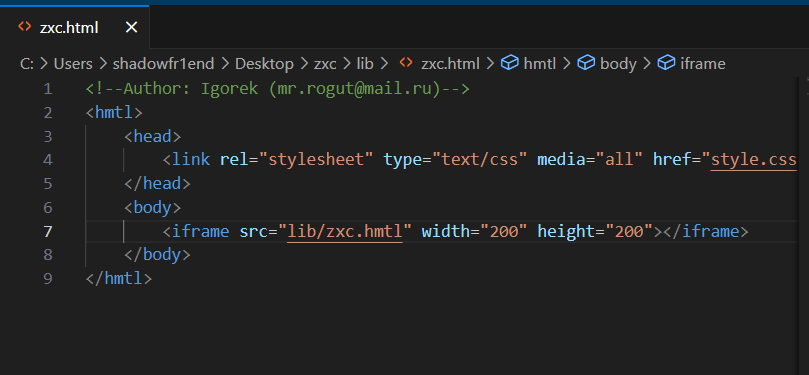 zxc.html
C: > Users > shadowfr1end > Desktop > zxc > lib > zxc.html > hmtl > body > iframe
1 <!--Author: Igorek (mr.rogut@mail.ru)-->
2 <hmtl>
3 <head>
4 <link rel="stylesheet" type="text/css" media="all" href="style.css
5 </head>
6 <body>
7 <iframe src="lib/zxc.hmtl" width="200" height="200"></iframe>
8 </body>
9 </hmtl>